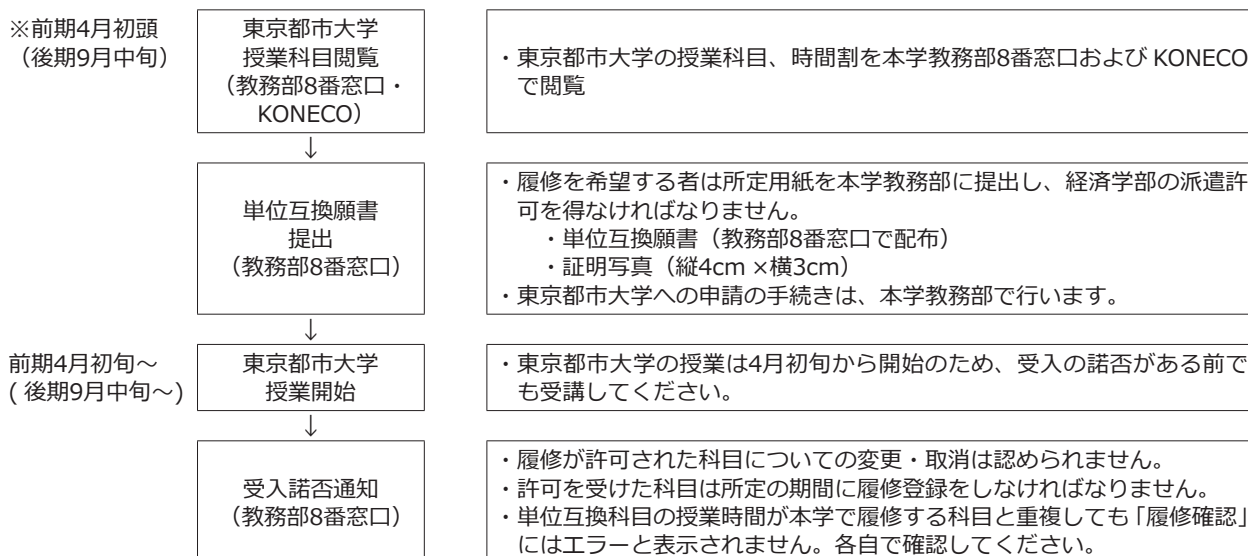 ※前期4月初頭
（後期9月中旬）
東京都市大学
授業科目閲覧
（教務部8番窓口・
KONECO）
・東京都市大学の授業科目、時間割を本学教務部8番窓口および KONECO
で閲覧
↓
単位互換願書
提出
（教務部8番窓口）
・履修を希望する者は所定用紙を本学教務部に提出し、経済学部の派遣許
可を得なければなりません。
・単位互換願書（教務部8番窓口で配布）
・証明写真（縦4cm ×横3cm）
・東京都市大学への申請の手続きは、本学教務部で行います。
↓
前期4月初旬～
( 後期9月中旬～)
東京都市大学
授業開始
・東京都市大学の授業は4月初旬から開始のため、受入の諾否がある前で
も受講してください。
↓
受入諾否通知
（教務部8番窓口）
・履修が許可された科目についての変更・取消は認められません。
・許可を受けた科目は所定の期間に履修登録をしなければなりません。
・単位互換科目の授業時間が本学で履修する科目と重複しても「履修確認」
にはエラーと表示されません。各自で確認してください。